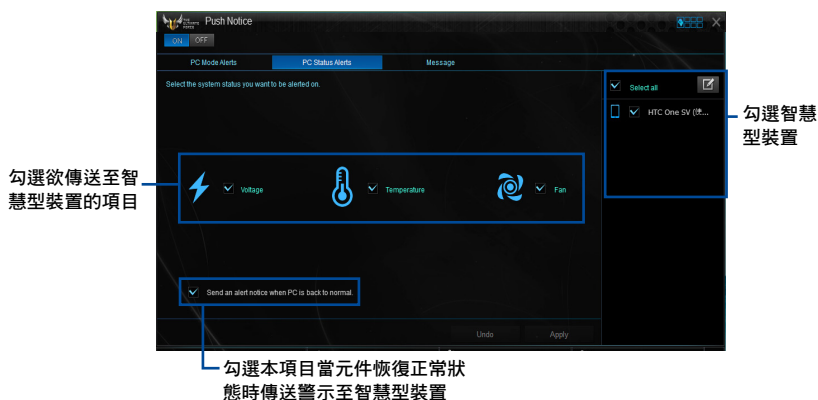 THE ULTIMATE FORCE
Push Notice
ON OFF
PC Mode Alerts PC Status Alerts Message
Select the system status you want to be alerted on.
Select all
HTC One SV
勾選智慧
型裝置
勾選欲傳送至智
慧型裝置的項目
Voltage Temperature Fan
Send an alert notice when PC is back to normal.
Undo Apply
勾選本項目當元件恢復正常狀
態時傳送警示至智慧型裝置